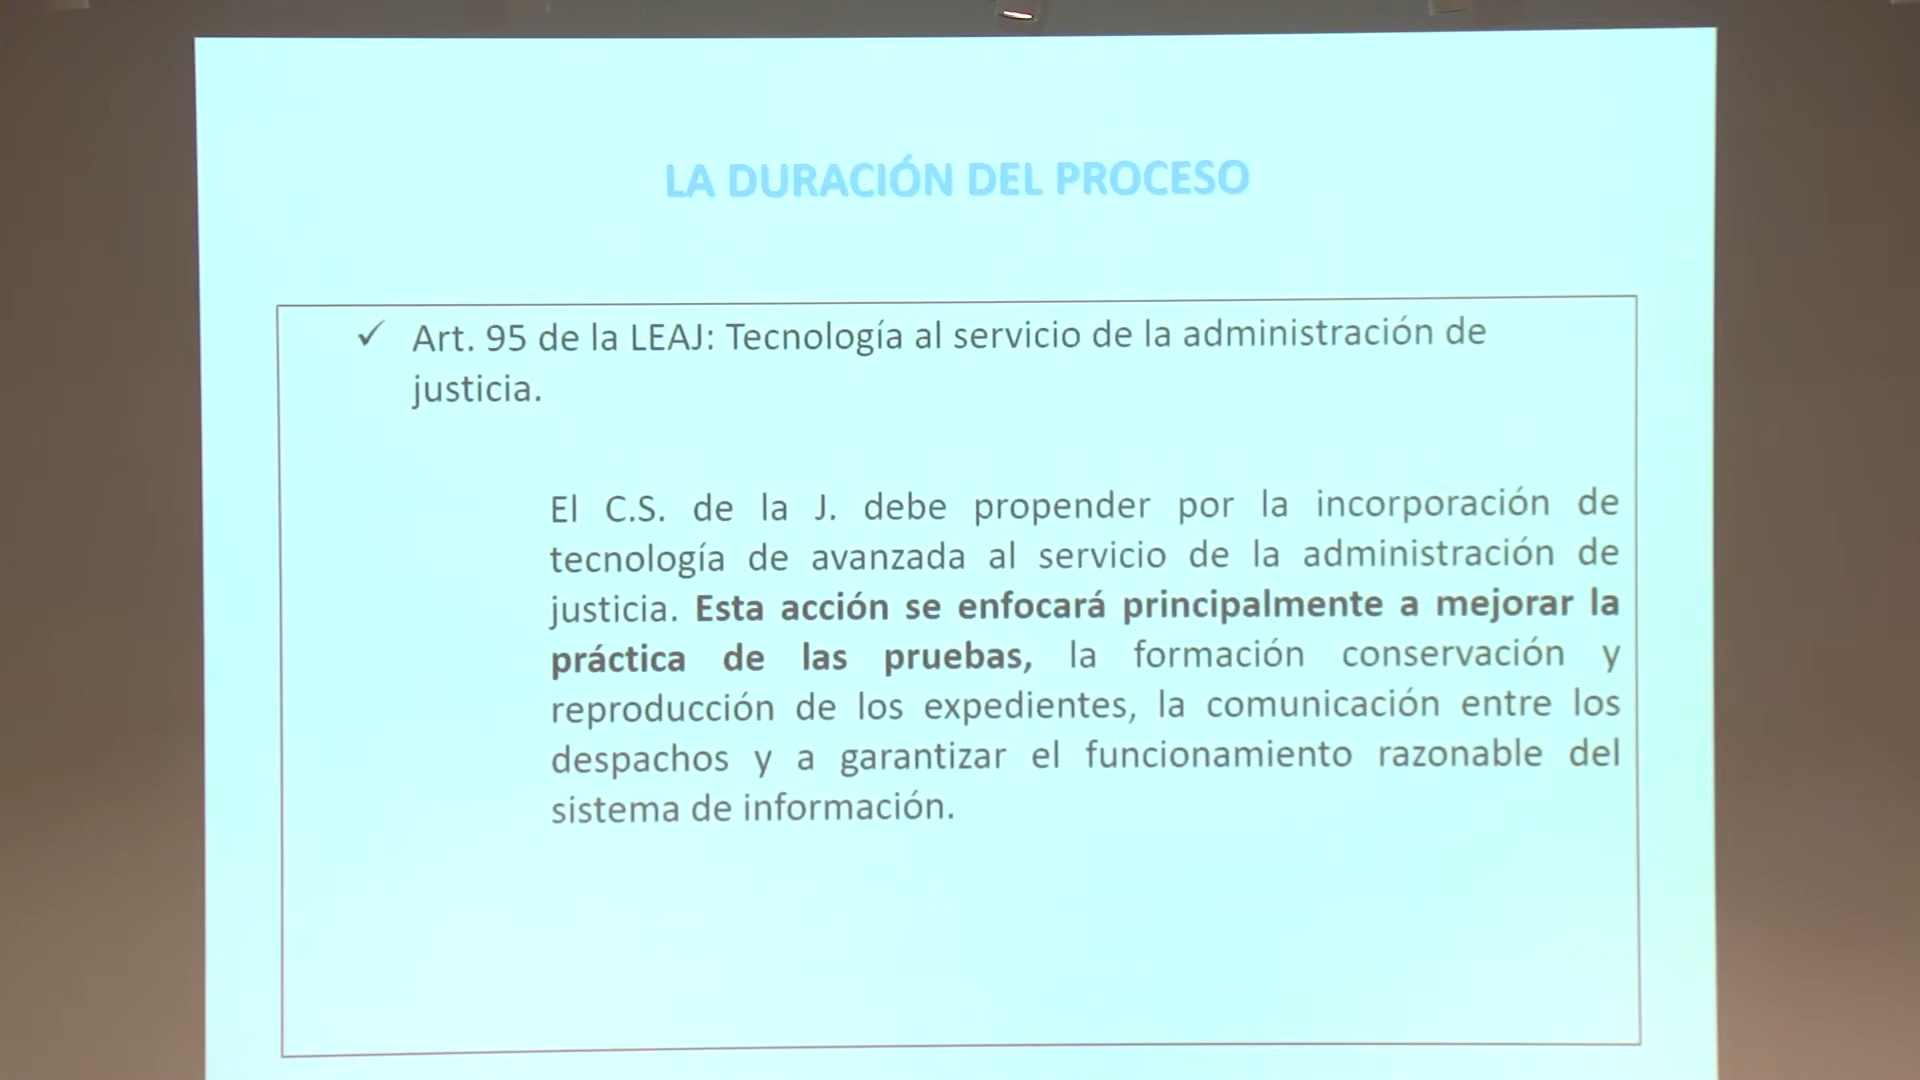 LA DURACIÓN DEL PROCESO
✓ Art. 95 de la LEAJ: Tecnología al servicio de la administración de
justicia.
El C.S. de la J. debe propender por la incorporación de
tecnología de avanzada al servicio de la administración de
justicia. Esta acción se enfocará principalmente a mejorar la
práctica de las pruebas, la formación conservación y
reproducción de los expedientes, la comunicación entre los
despachos y a garantizar el funcionamiento razonable del
sistema de información.